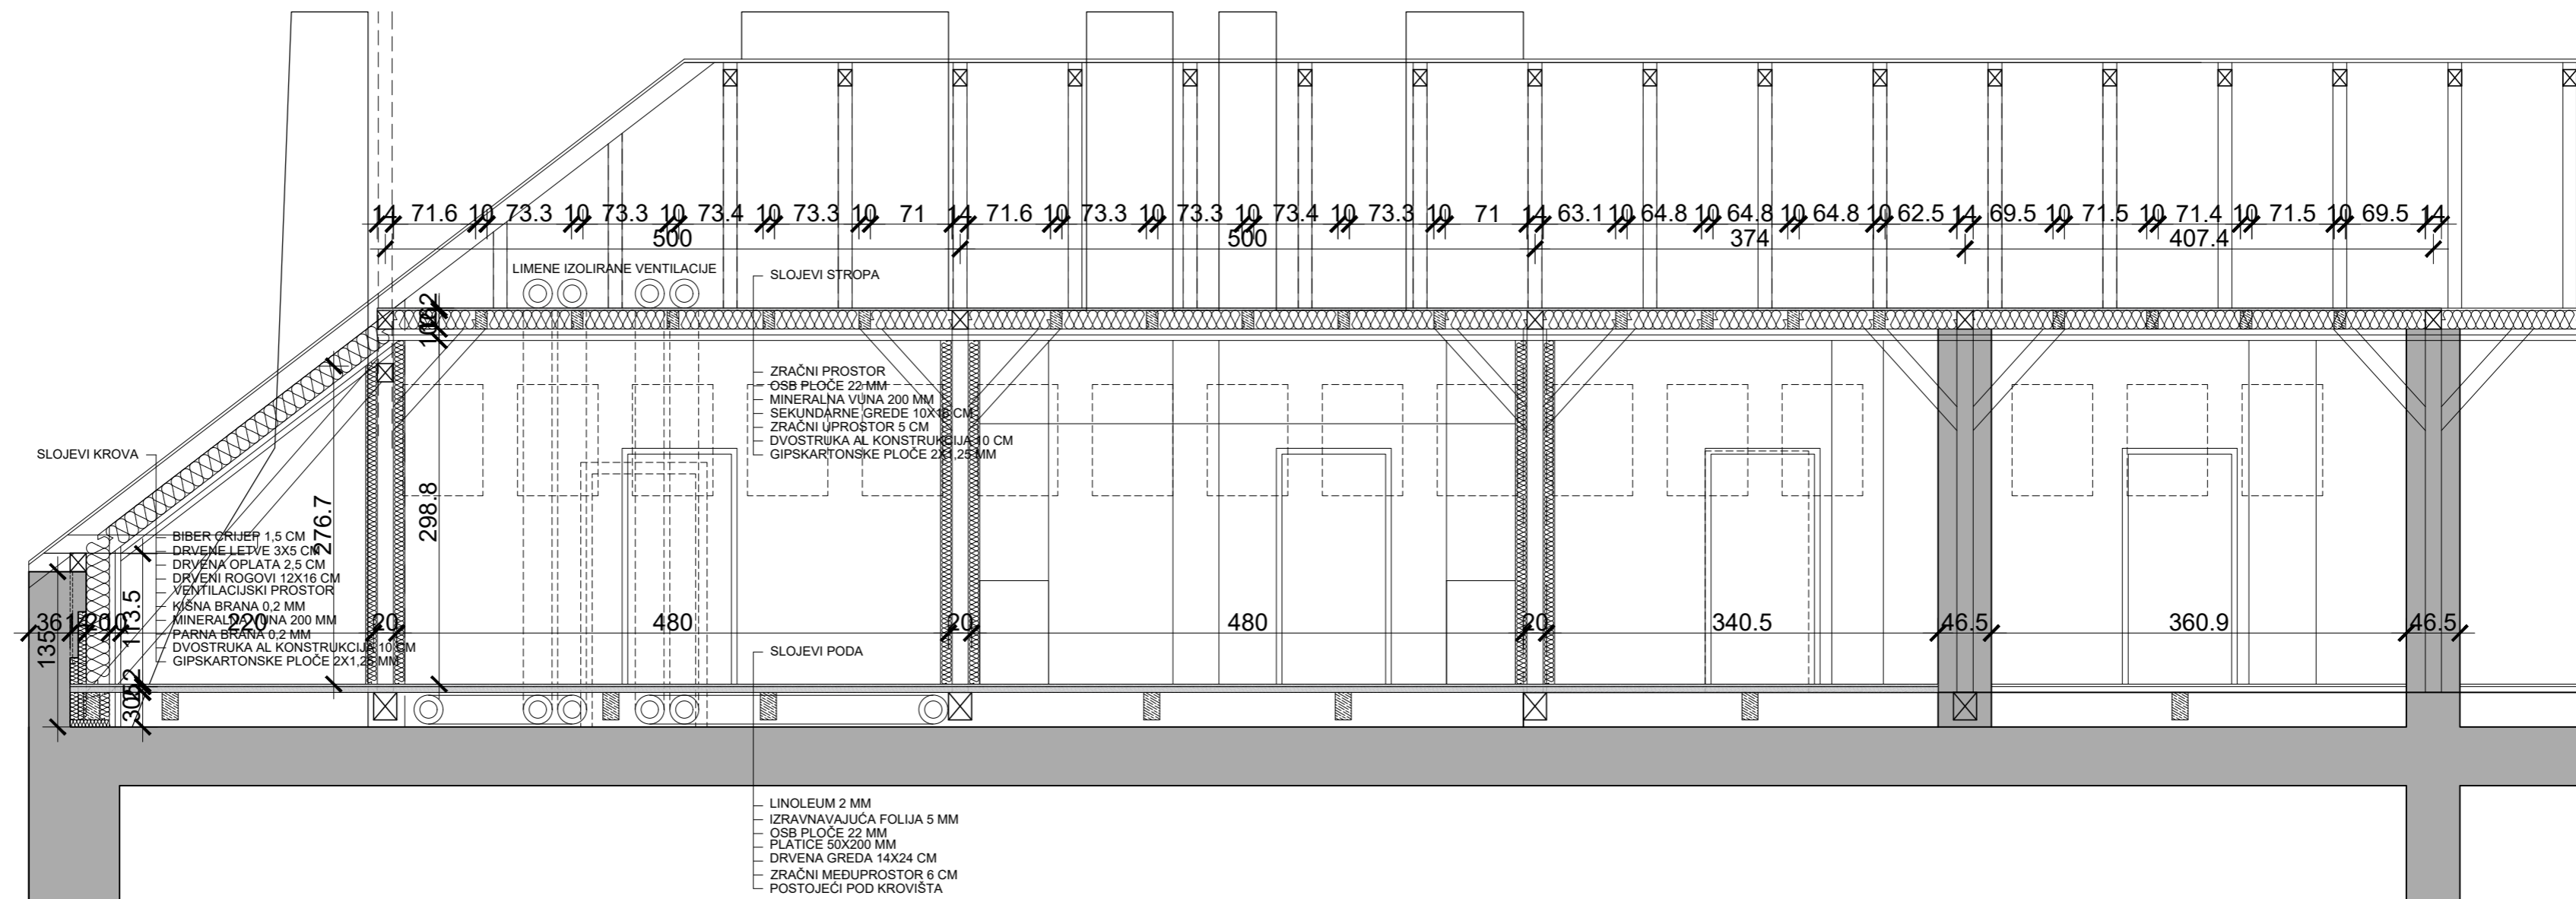 14 71.6 10 73.3 10 73.3 10 73.4 10 73.3 10 71 14 71.6 10 73.3 10 73.3 10 73.4 10 73.3 10 71 14 63.1 10 64.8 10 64.8 10 64.8 10 62.5 14 69.5 10 71.5 10 71.4 10 71.5 10 69.5 14
500 500 374 407.4
LIMENE IZOLIRANE VENTILACIJE
SLOJEVI STROPA
ZRAČNI PROSTOR
OSB PLOČE 22 MM
MINERALNA VUNA 200 MM
SEKUNDARNE GREDE CM
ZRAČNI UPROSTOR 5 CM
DVOSTRUKA AL KONSTRUKCIJA 10 CM
GIPSKARTONSKE PLOČE 2X1,25 MM
SLOJEVI KROVA
276.7
298.8
BIBER CRIJEP 1,5 CM
DRVENE LETVE 3X5 CM
DRVENA OPLATA 2,5 CM
DRVENI ROGOVI 12X16 CM
VENTILACIJSKI PROSTOR
KIŠNA BRANA 0,2 MM
MINERALNA VUNA 200 MM
PARNA BRANA 0,2 MM
DVOSTRUKA AL KONSTRUKCIJA 10 CM
GIPSKARTONSKE PLOČE 2X1,25 MM
135
173.5
36 220 20 480 20 480 20 340.5 46.5 360.9 46.5
SLOJEVI PODA
LINOLEUM 2 MM
IZRAVNAVAJUĆA FOLIJA 5 MM
OSB PLOČE 22 MM
PLATICE 50X200 MM
DRVENA GREDA 14X24 CM
ZRAČNI MEĐUPROSTOR 6 CM
POSTOJEĆI POD KROVIŠTA